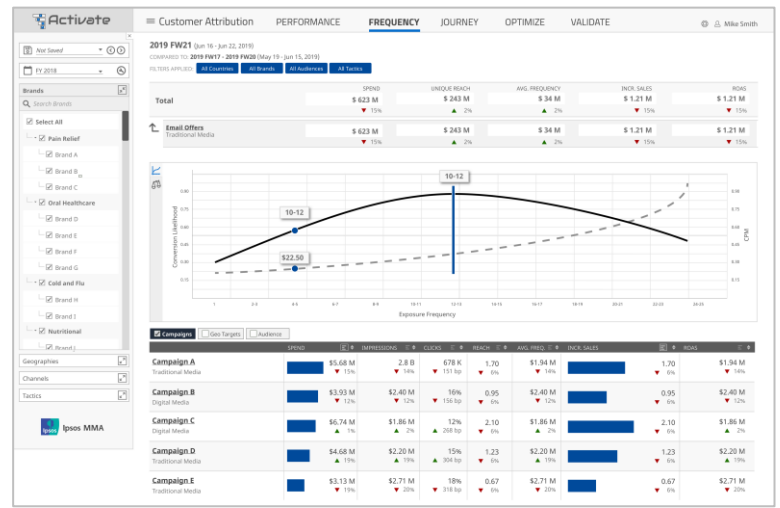 Activate
Customer Attribution PERFORMANCE FREQUENCY JOURNEY OPTIMIZE VALIDATE Mike Smith
Not Saved
FY 2018
Brands
Search Brands
Select All
Pain Relief
Brand A
Brand B
Brand C
Oral Healthcare
Brand D
Brand E
Brand F
Brand G
Cold and Flu
Brand H
Brand I
Nutritional
Brand J
Geographies
Channels
Tactics
Ipsos Ipsos MMA
2019 FW21 (Jun 16 - Jun 22, 2019)
COMPARED TO: 2019 FW17 - 2019 FW20 (May 19 - Jun 15, 2019)
FILTERS APPLIED: All Countries All Brands All Audiences All Tactics
SPEND UNIQUE REACH AVG. FREQUENCY INCR. SALES ROAS
Total $ 623 M $ 243 M $ 34 M $ 1.21 M $ 1.21 M
▼ 15% ▲ 2% ▲ 2% ▼ 15% ▼ 15%
Email Offers $ 623 M $ 243 M $ 34 M $ 1.21 M $ 1.21 M
Traditional Media ▼ 15% ▲ 2% ▲ 2% ▼ 15% ▼ 15%
10-12
10-12
$22.50
Conversion Likelihood
CPM
Exposure Frequency
Campaigns Geo Targets Audience
SPEND IMPRESSIONS CLICKS REACH AVG. FREQ. INCR. SALES ROAS
Campaign A $5.68 M 2.8 B 678 K 1.70 $1.94 M 1.70 $1.94 M
Traditional Media ▼ 15% ▼ 14% ▼ 151 bp ▼ 6% ▼ 14% ▼ 6% ▼ 14%
Campaign B $3.93 M $2.40 M 16% 0.95 $2.40 M 0.95 $2.40 M
Digital Media ▼ 12% ▼ 12% ▼ 156 bp ▼ 6% ▼ 12% ▼ 6% ▼ 12%
Campaign C $6.74 M $1.86 M 12% 2.10 $1.86 M 2.10 $1.86 M
Digital Media ▲ 1% ▲ 2% ▲ 268 bp ▼ 6% ▲ 2% ▼ 6% ▲ 2%
Campaign D $4.68 M $2.20 M 15% 1.23 $2.20 M 1.23 $2.20 M
Traditional Media ▲ 19% ▲ 19% ▲ 304 bp ▼ 6% ▲ 19% ▼ 6% ▲ 19%
Campaign E $3.13 M $2.71 M 18% 0.67 $2.71 M 0.67 $2.71 M
Traditional Media ▼ 19% ▼ 20% ▼ 318 bp ▼ 6% ▼ 20% ▼ 6% ▼ 20%